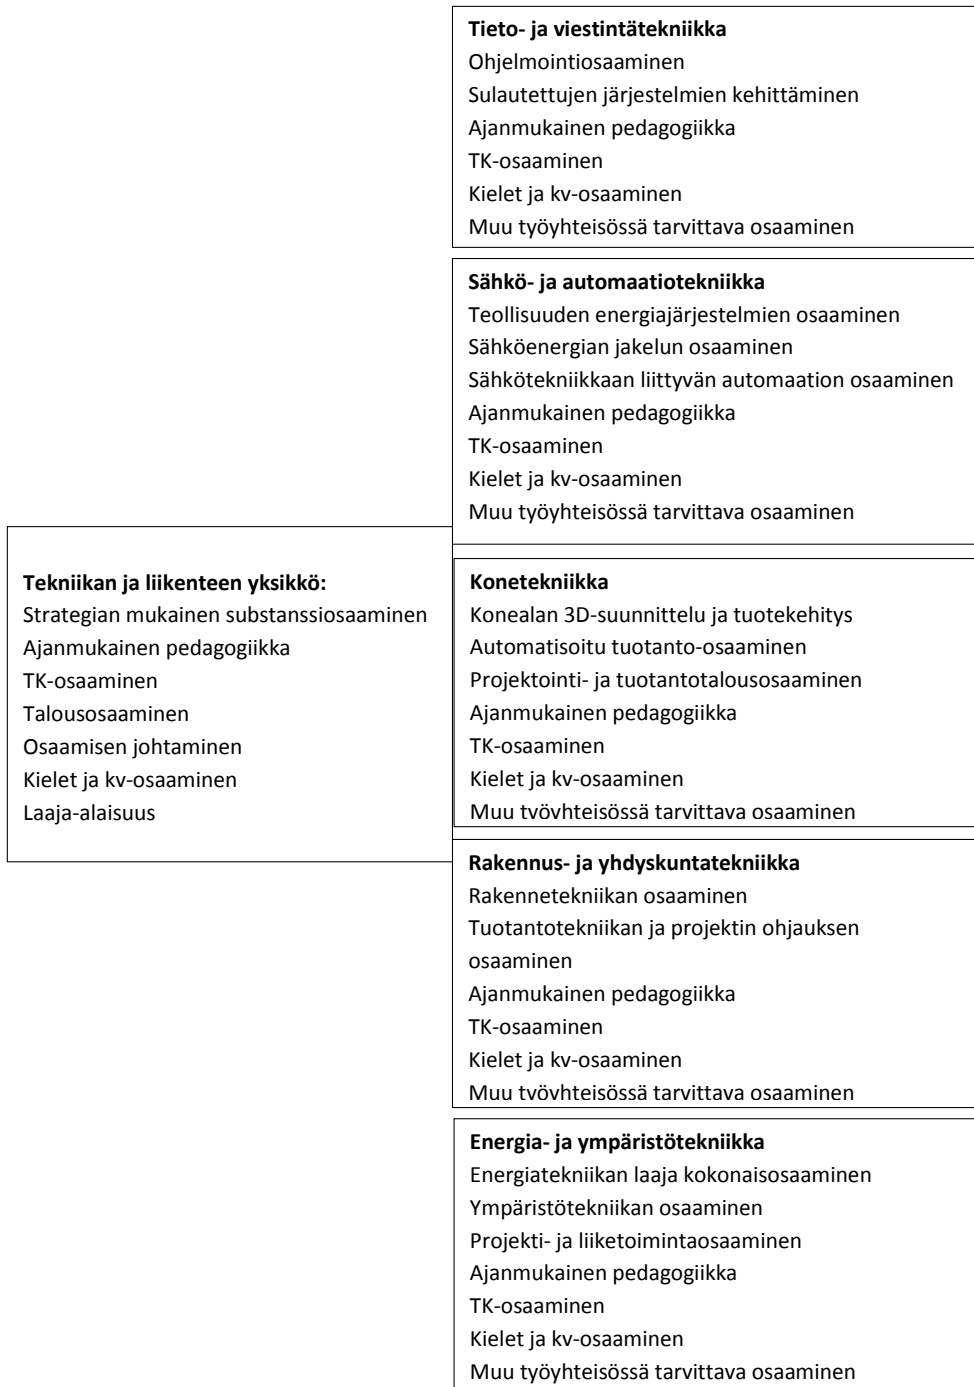 Tieto- ja viestintätekniikka
Ohjelmointiosaaminen
Sulautettujen järjestelmien kehittäminen
Ajanmukainen pedagogiikka
TK-osaaminen
Kielet ja kv-osaaminen
Muu työyhteisössä tarvittava osaaminen
Sähkö- ja automaatiotekniikka
Teollisuuden energiajärjestelmien osaaminen
Sähköenergian jakelun osaaminen
Sähkötekniikkaan liittyvän automaation osaaminen
Ajanmukainen pedagogiikka
TK-osaaminen
Kielet ja kv-osaaminen
Muu työyhteisössä tarvittava osaaminen
Tekniikan ja liikenteen yksikkö:
Strategian mukainen substanssiosaaminen
Ajanmukainen pedagogiikka
TK-osaaminen
Talousosaaminen
Osaamisen johtaminen
Kielet ja kv-osaaminen
Laaja-alaisuus
Konetekniikka
Konealan 3D-suunnittelu ja tuotekehitys
Automatisoitu tuotanto-osaaminen
Projektointi- ja tuotantotalousosaaminen
Ajanmukainen pedagogiikka
TK-osaaminen
Kielet ja kv-osaaminen
Muu työyhteisössä tarvittava osaaminen
Rakennus- ja yhdyskuntatekniikka
Rakennetekniikan osaaminen
Tuotantotekniikan ja projektin ohjauksen
osaaminen
Ajanmukainen pedagogiikka
TK-osaaminen
Kielet ja kv-osaaminen
Muu työyhteisössä tarvittava osaaminen
Energia- ja ympäristötekniikka
Energiatekniikan laaja kokonaisosaaminen
Ympäristötekniikan osaaminen
Projekti- ja liiketoimintaosaaminen
Ajanmukainen pedagogiikka
TK-osaaminen
Kielet ja kv-osaaminen
Muu työyhteisössä tarvittava osaaminen